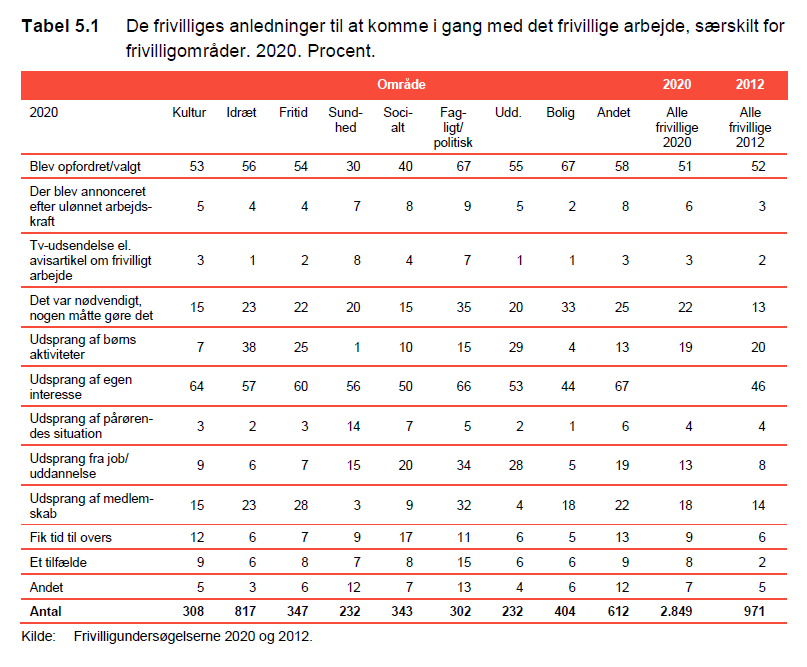 Tabel 5.1 De frivilliges anledninger til at komme i gang med det frivillige arbejde, særskilt for
frivilligområder. 2020. Procent.
Område 2020 2012
2020 Kultur Idræt Fritid Sund- Soci- Fag- Udd. Bolig Andet Alle Alle
hed alt ligt/ frivillige frivillige
politisk 2020 2012
Blev opfordret/valgt 53 56 54 30 40 67 55 67 58 51 52
Der blev annonceret
efter ulønnet arbejds- 5 4 4 7 8 9 5 2 8 6 3
kraft
Tv-udsendelse el.
avisartikel om frivilligt 3 1 2 8 4 7 1 1 3 3 2
arbejde
Det var nødvendigt, 15 23 22 20 15 35 20 33 25 22 13
nogen måtte gøre det
Udsprang af børns 7 38 25 1 10 15 29 4 13 19 20
aktiviteter
Udsprang af egen 64 57 60 56 50 66 53 44 67 46
interesse
Udsprang af pårøren- 3 2 3 14 7 5 2 1 6 4 4
des situation
Udsprang fra job/ 9 6 7 15 20 34 28 5 19 13 8
uddannelse
Udsprang af medlem- 15 23 28 3 9 32 4 18 22 18 14
skab
Fik tid til overs 12 6 7 9 17 11 6 5 13 9 6
Et tilfælde 9 6 8 7 8 15 6 6 9 8 2
Andet 5 3 6 12 7 13 4 6 12 7 5
Antal 308 817 347 232 343 302 232 404 612 2.849 971
Kilde: Frivilligundersøgelserne 2020 og 2012.